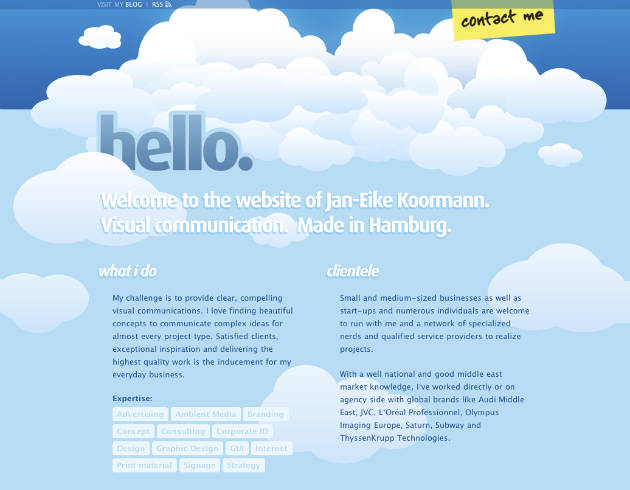 VISIT MY BLOG | RSS
contact me
hello.
Welcome to the website of Jan-Eike Koormann.
Visual communication. Made in Hamburg.
what i do
My challenge is to provide clear, compelling
visual communications. I love finding beautiful
concepts to communicate complex ideas for
almost every project type. Satisfied clients,
exceptional inspiration and delivering the
highest quality work is the inducement for my
everyday business.
Expertise:
Advertising Ambient Media Branding
Concept Consulting Corporate ID
Design Graphic Design GUI Internet
Print material Signage Strategy
clientele
Small and medium-sized businesses as well as
start-ups and numerous individuals are welcome
to run with me and a network of specialized
nerds and qualified service providers to realize
projects.
With a well national and good middle east
market knowledge, I've worked directly or on
agency side with global brands like Audi Middle
East, JVC, L'Oréal Professionnel, Olympus
Imaging Europe, Saturn, Subway and
ThyssenKrupp Technologies.